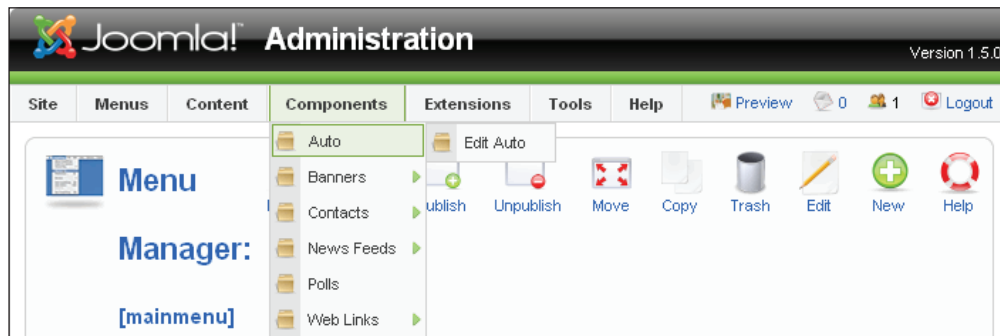 Joomla! Administration
Version 1.5.0
Site Menus Content Components Extensions Tools Help Preview 0 1 Logout
Auto Edit Auto
Menu
Banners
ublish Unpublish Move Copy Trash Edit New Help
Contacts
Manager:
News Feeds
Polls
[mainmenu]
Web Links